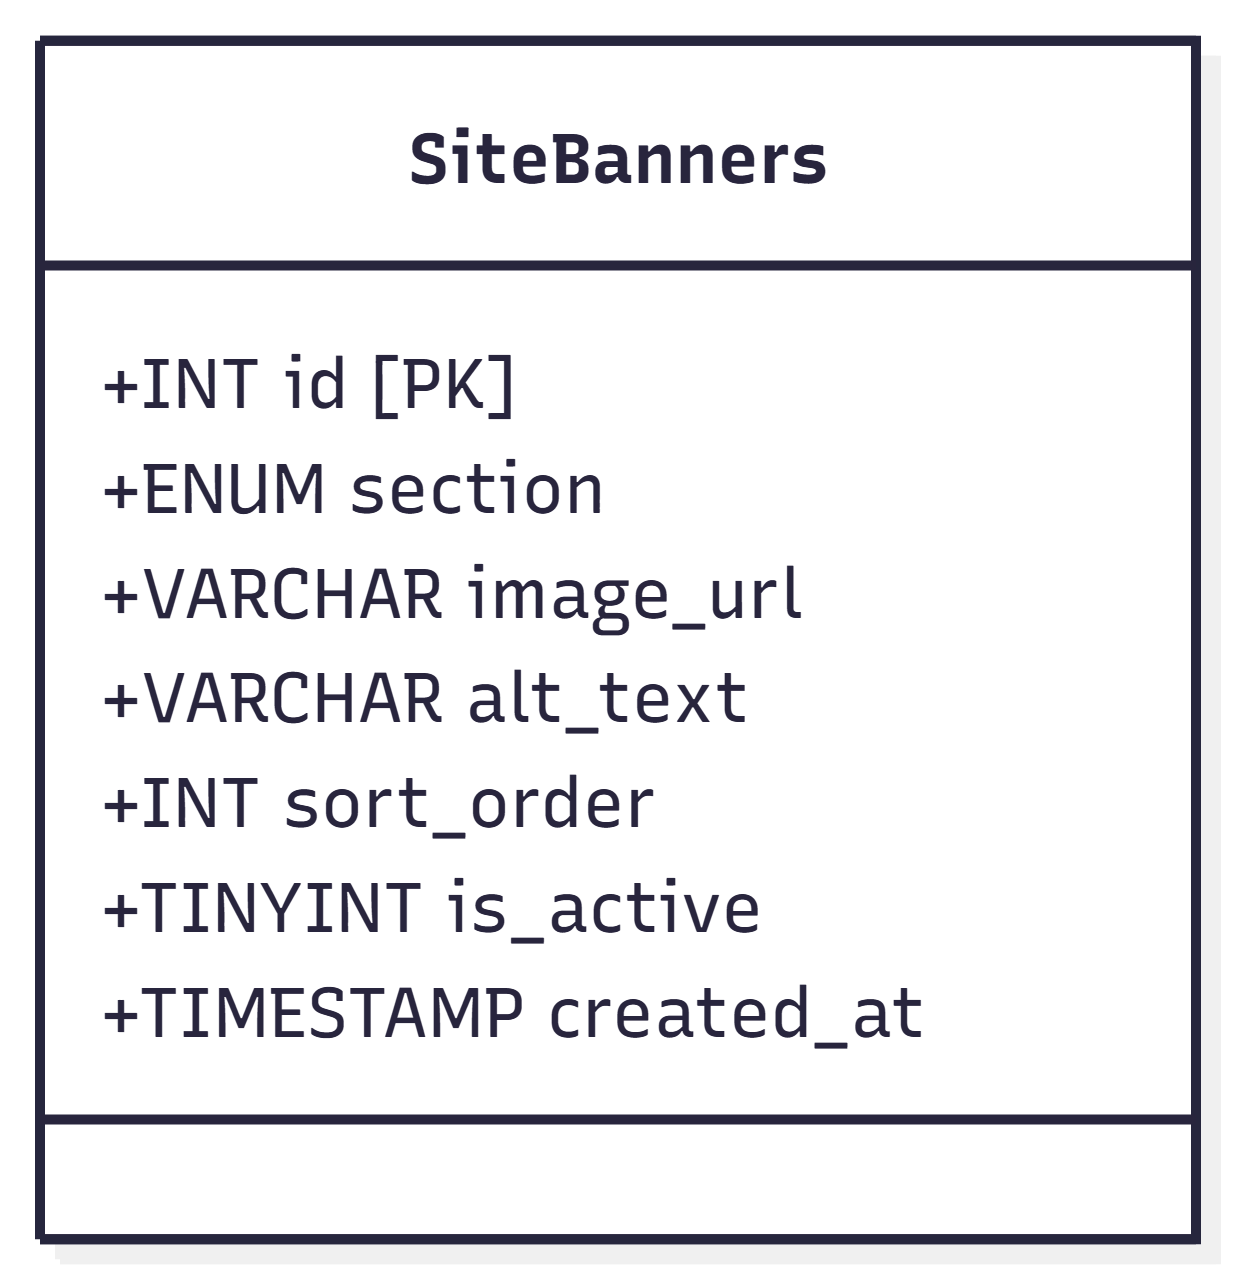 SiteBanners
+INT id [PK]
+ENUM section
+VARCHAR image_url
+VARCHAR alt_text
+INT sort_order
+TINYINT is_active
+TIMESTAMP created_at